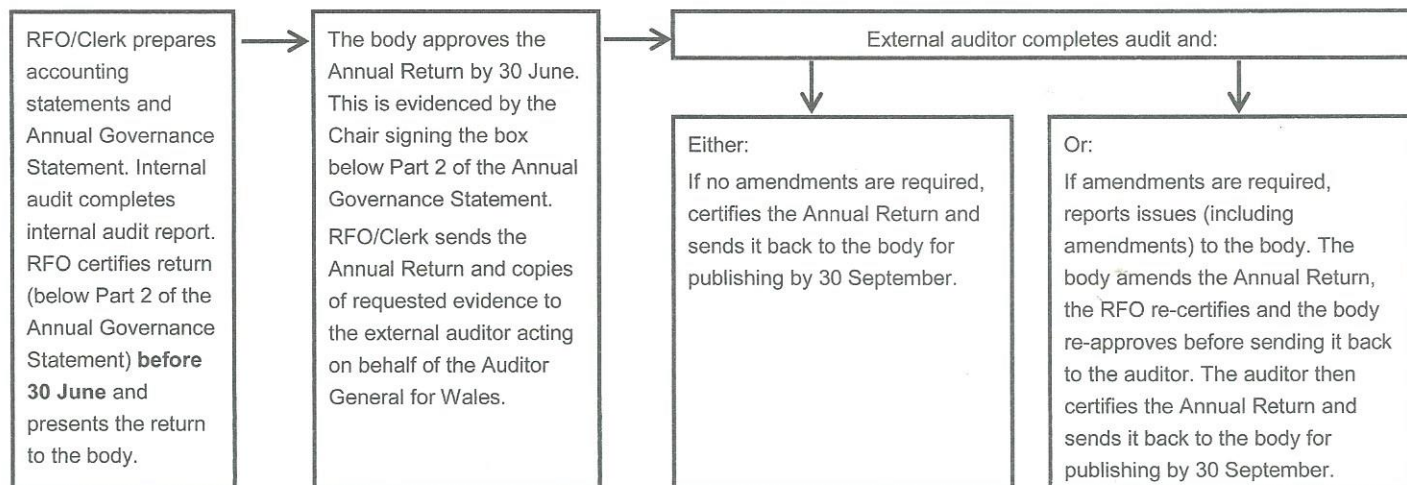 RFO/Clerk prepares
accounting
statements and
Annual Governance
Statement. Internal
audit completes
internal audit report.
RFO certifies return
(below Part 2 of the
Annual Governance
Statement) before
30 June and
presents the return
to the body.
The body approves the
Annual Return by 30 June.
This is evidenced by the
Chair signing the box
below Part 2 of the Annual
Governance Statement.
RFO/Clerk sends the
Annual Return and copies
of requested evidence to
the external auditor acting
on behalf of the Auditor
General for Wales.
External auditor completes audit and:
Either:
If no amendments are required,
certifies the Annual Return and
sends it back to the body for
publishing by 30 September.
Or:
If amendments are required,
reports issues (including
amendments) to the body. The
body amends the Annual Return,
the RFO re-certifies and the body
re-approves before sending it back
to the auditor. The auditor then
certifies the Annual Return and
sends it back to the body for
publishing by 30 September.